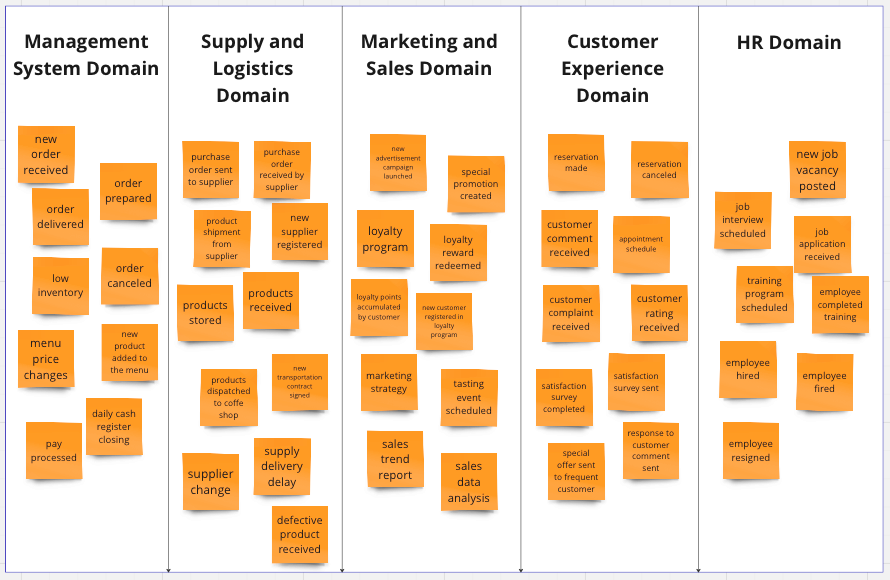 Management
System Domain
new
order
received
order
prepared
order
delivered
low
inventory
order
canceled
menu
price
changes
new
product
added to
the menu
daily cash
register
closing
pay
processed
Supply and
Logistics
Domain
purchase
order sent
to supplier
purchase
order
received by
supplier
product
shipment
from
supplier
new
supplier
registered
products
stored
products
received
products
dispatched
to coffe
shop
new
transportation
contract
signed
supplier
change
supply
delivery
delay
defective
product
received
Marketing and
Sales Domain
new
advertisement
campaign
launched
special
promotion
created
loyalty
program
loyalty
reward
redeemed
loyalty points
accumulated
by customer
new customer
registered in
loyalty
program
marketing
strategy
tasting
event
scheduled
sales
trend
report
sales
data
analysis
Customer
Experience
Domain
reservation
made
reservation
canceled
customer
comment
received
appointment
schedule
customer
complaint
received
customer
rating
received
satisfaction
survey
completed
satisfaction
survey sent
special
offer sent
to frequent
customer
response to
customer
comment
sent
HR Domain
new job
vacancy
posted
job
interview
scheduled
job
application
received
training
program
scheduled
employee
completed
training
employee
hired
employee
fired
employee
resigned